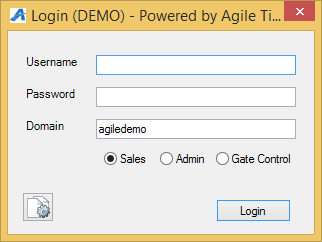 Login (DEMO) - Powered by Agile Ti...
Username
Password
Domain agiledemo
Sales Admin Gate Control
Login